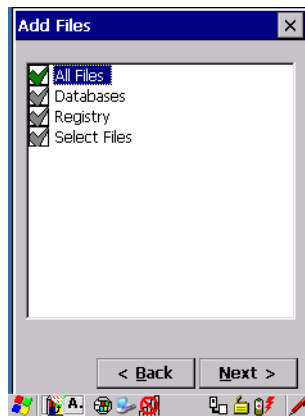 Add Files
All Files
Databases
Registry
Select Files
< Back
Next >
A.